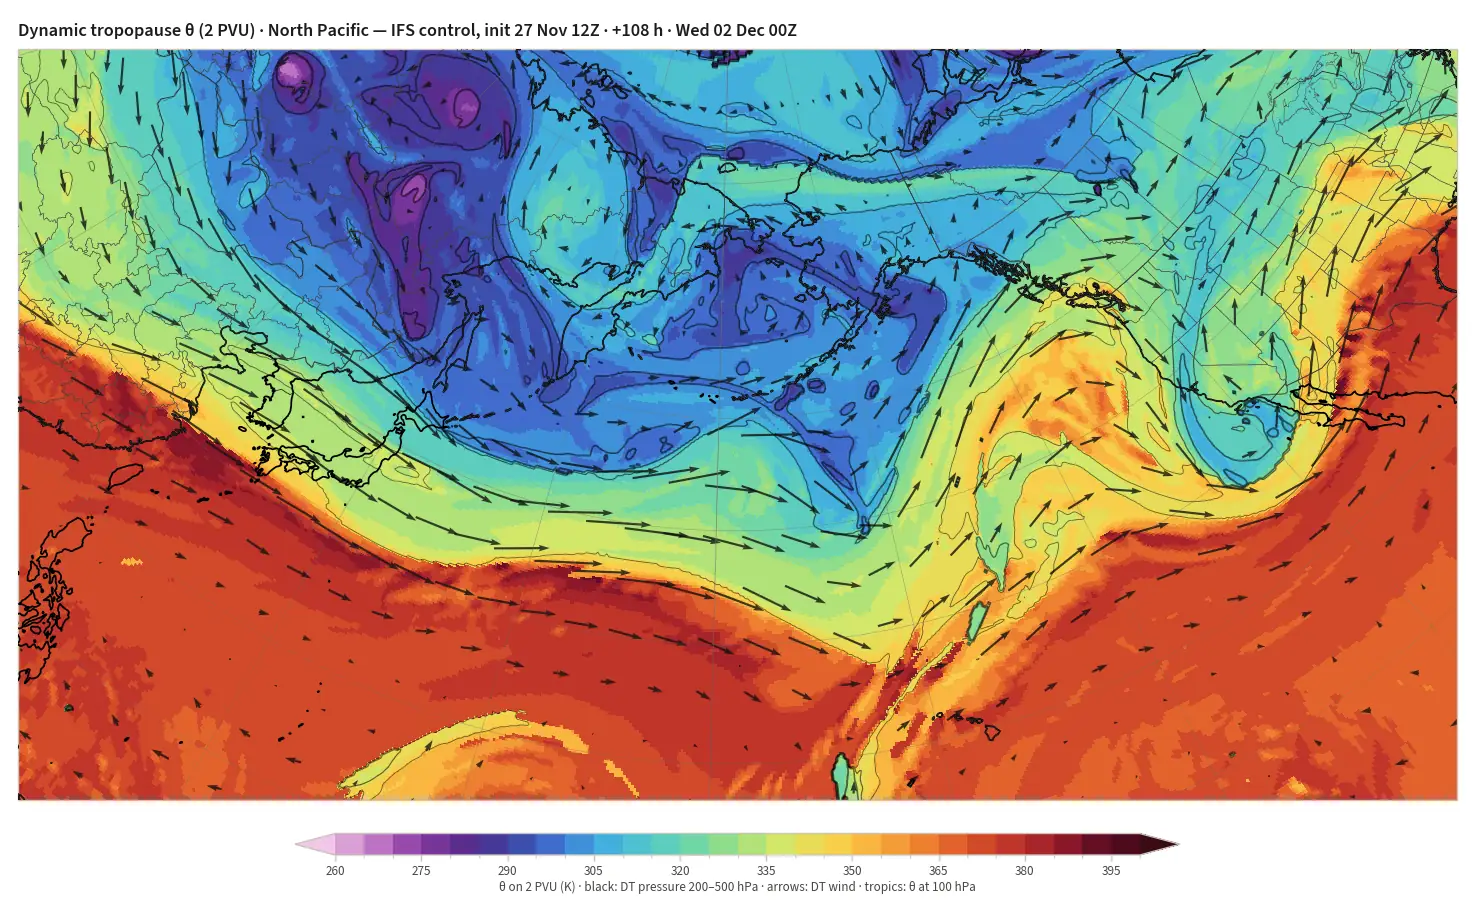 Dynamic tropopause θ (2 PVU) · North Pacific — IFS control, init 27 Nov 12Z · +108 h · Wed 02 Dec 00Z
260 275 290 305 320 335 350 365 380 395
θ on 2 PVU (K) · black: DT pressure 200–500 hPa · arrows: DT wind · tropics: θ at 100 hPa